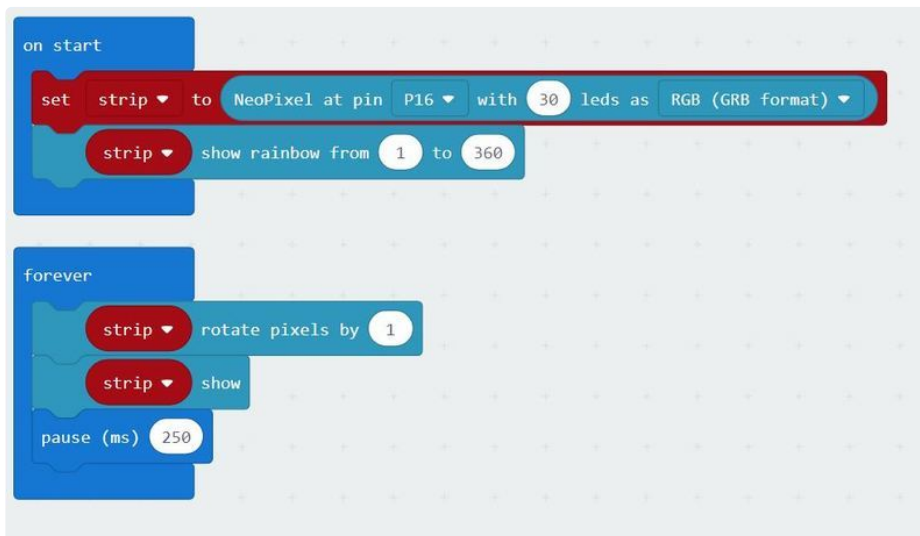 on start
set strip to NeoPixel at pin P16 with 30 leds as RGB (GRB format)
strip show rainbow from 1 to 360
forever
strip rotate pixels by 1
strip show
pause (ms) 250